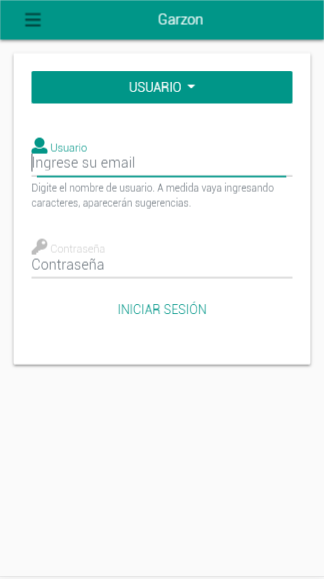 Garzon
USUARIO
Usuario
Ingrese su email
Digite el nombre de usuario. A medida vaya ingresando
caracteres, aparecerán sugerencias.
Contraseña
Contraseña
INICIAR SESIÓN